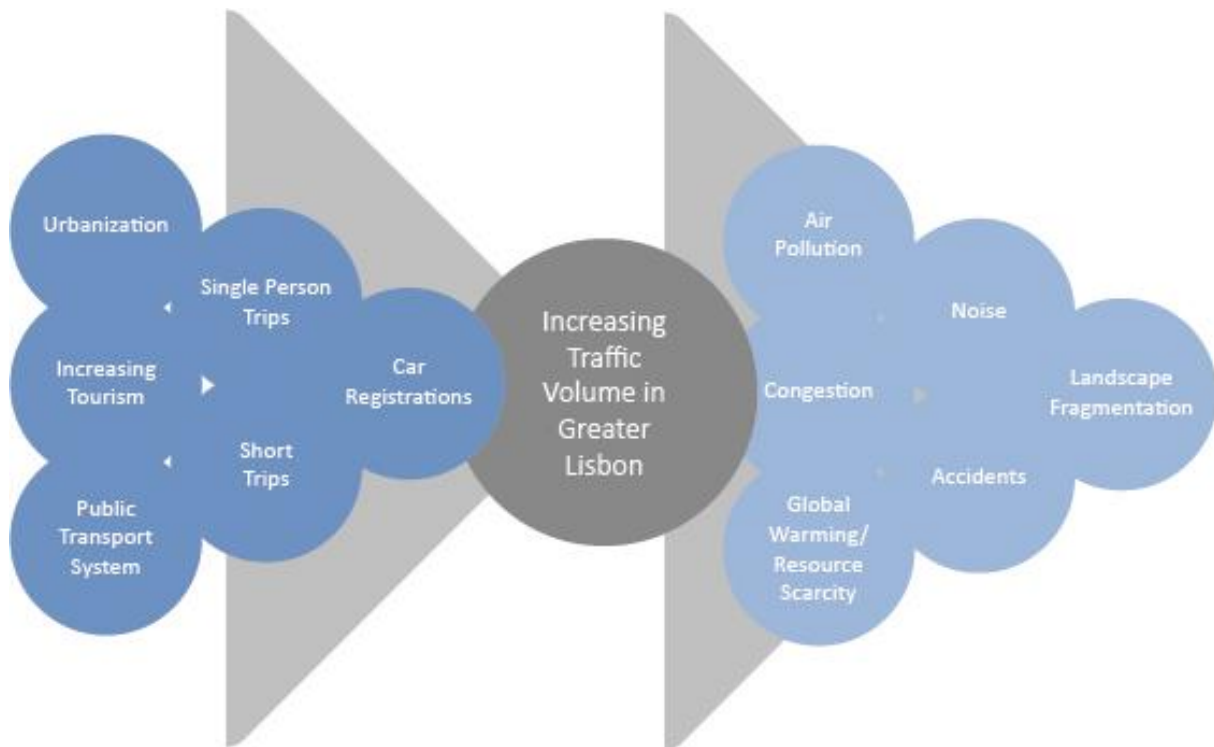 Urbanization
Increasing
Tourism
Public
Transport
System
Single Person
Trips
Short
Trips
Car
Registrations
Increasing
Traffic
Volume in
Greater
Lisbon
Air
Pollution
Congestion
Global
Warming/
Resource
Scarcity
Noise
Accidents
Landscape
Fragmentation